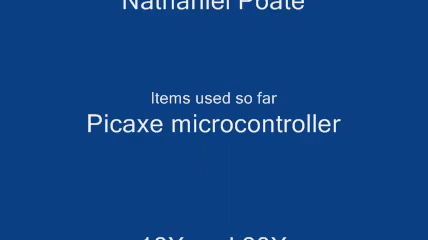 Nathaniel Poate
Items used so far
Picaxe microcontroller